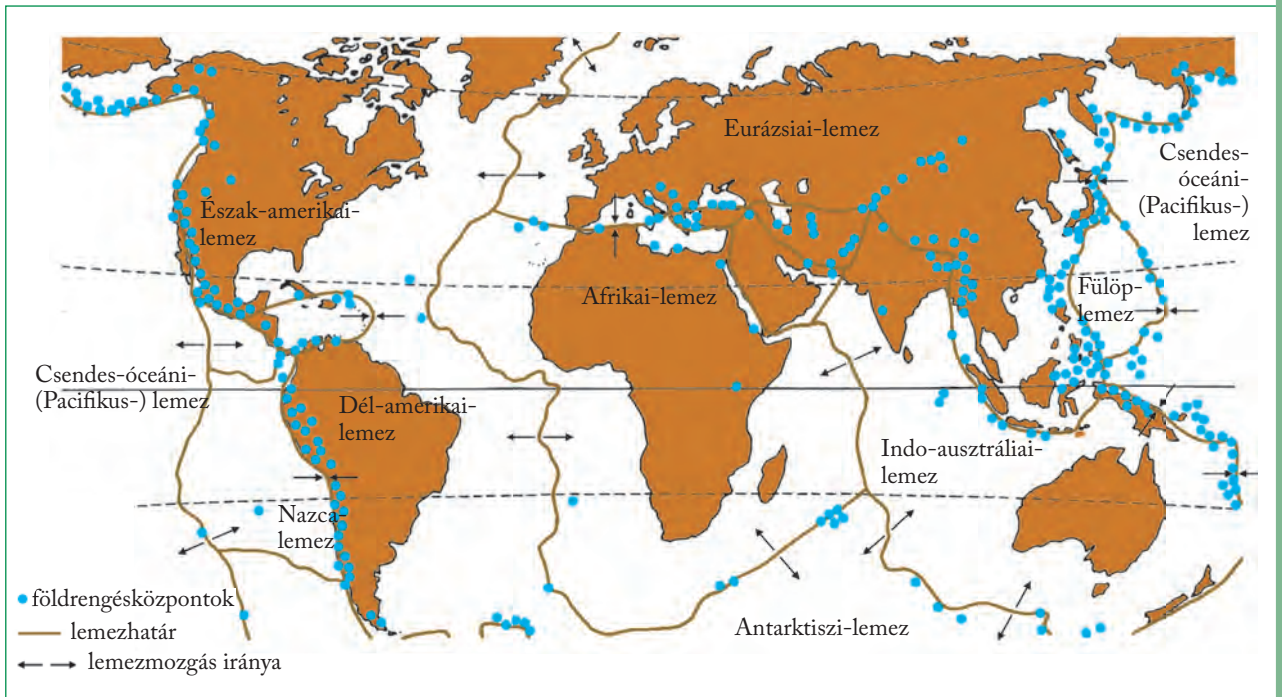 Eurázsiai-lemez
Csendes-
óceáni-
(Pacifikus-)
lemez
Észak-amerikai-
lemez
Afrikai-lemez
Fülöp-
lemez
Csendes-óceáni-
(Pacifikus-) lemez
Dél-amerikai-
lemez
Indo-ausztráliai-
lemez
Nazca-
lemez
Antarktiszi-lemez
földrengésközpontok
lemezhatár
lemezmozgás iránya